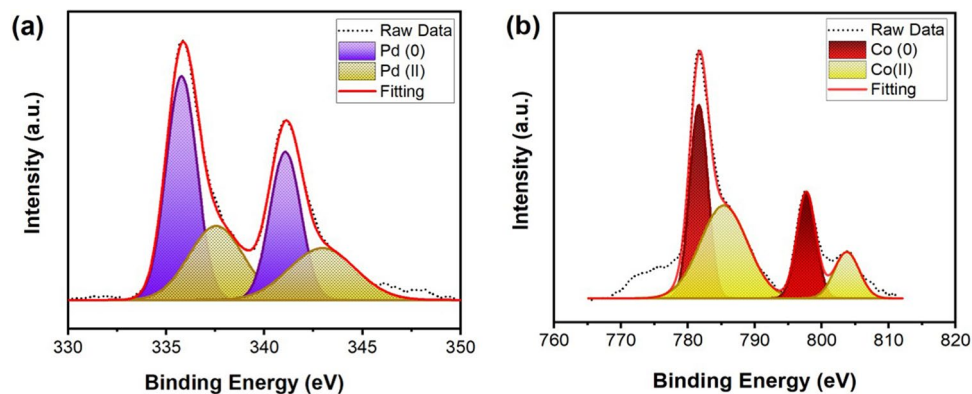 (a)
Raw Data
Pd (0)
Pd (II)
Fitting
Intensity (a.u.)
330 335 340 345 350
Binding Energy (eV)
(b)
Raw Data
Co (0)
Co(II)
Fitting
Intensity (a.u.)
760 770 780 790 800 810 820
Binding Energy (eV)